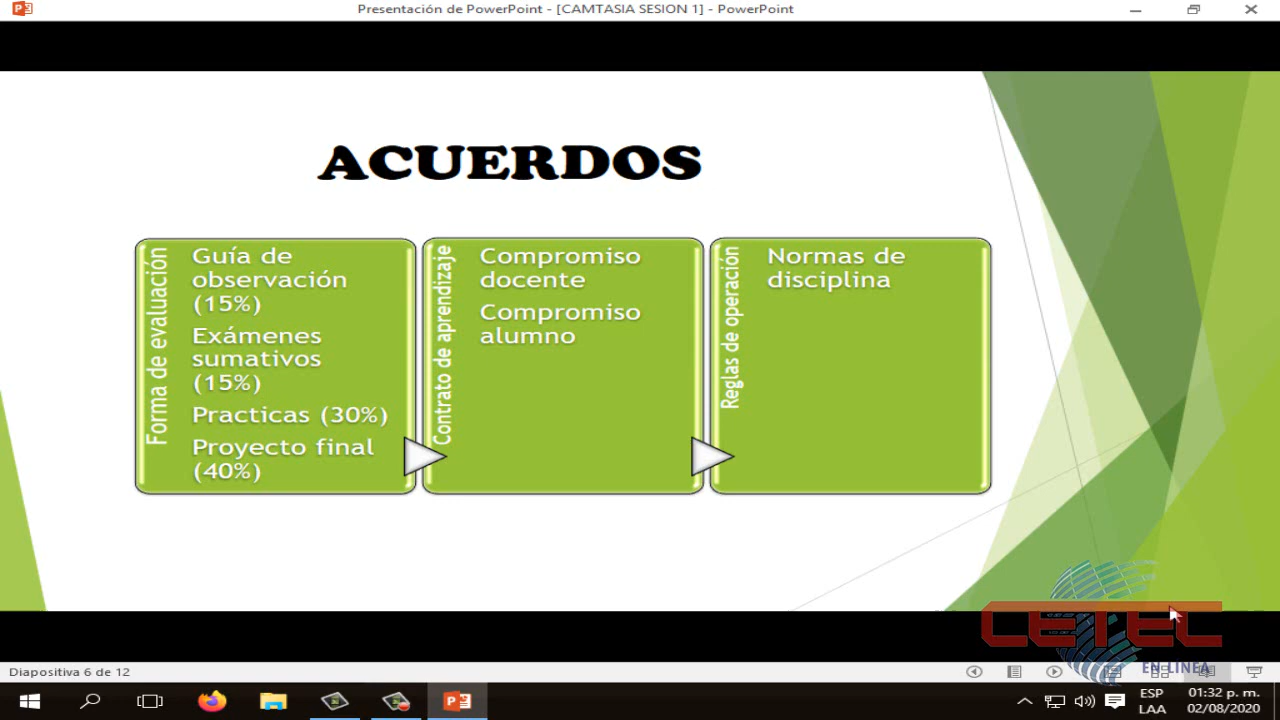 Presentación de PowerPoint - [CAMTASIA SESION 1] - PowerPoint
ACUERDOS
Forma de evaluación
Guía de
observación
(15%)
Exámenes
sumativos
(15%)
Practicas (30%)
Proyecto final
(40%)
Contrato de aprendizaje
Compromiso
docente
Compromiso
alumno
Reglas de operación
Normas de
disciplina
CETEC
EN LINEA
Diapositiva 6 de 12
ESP
LAA
01:32 p. m.
02/08/2020